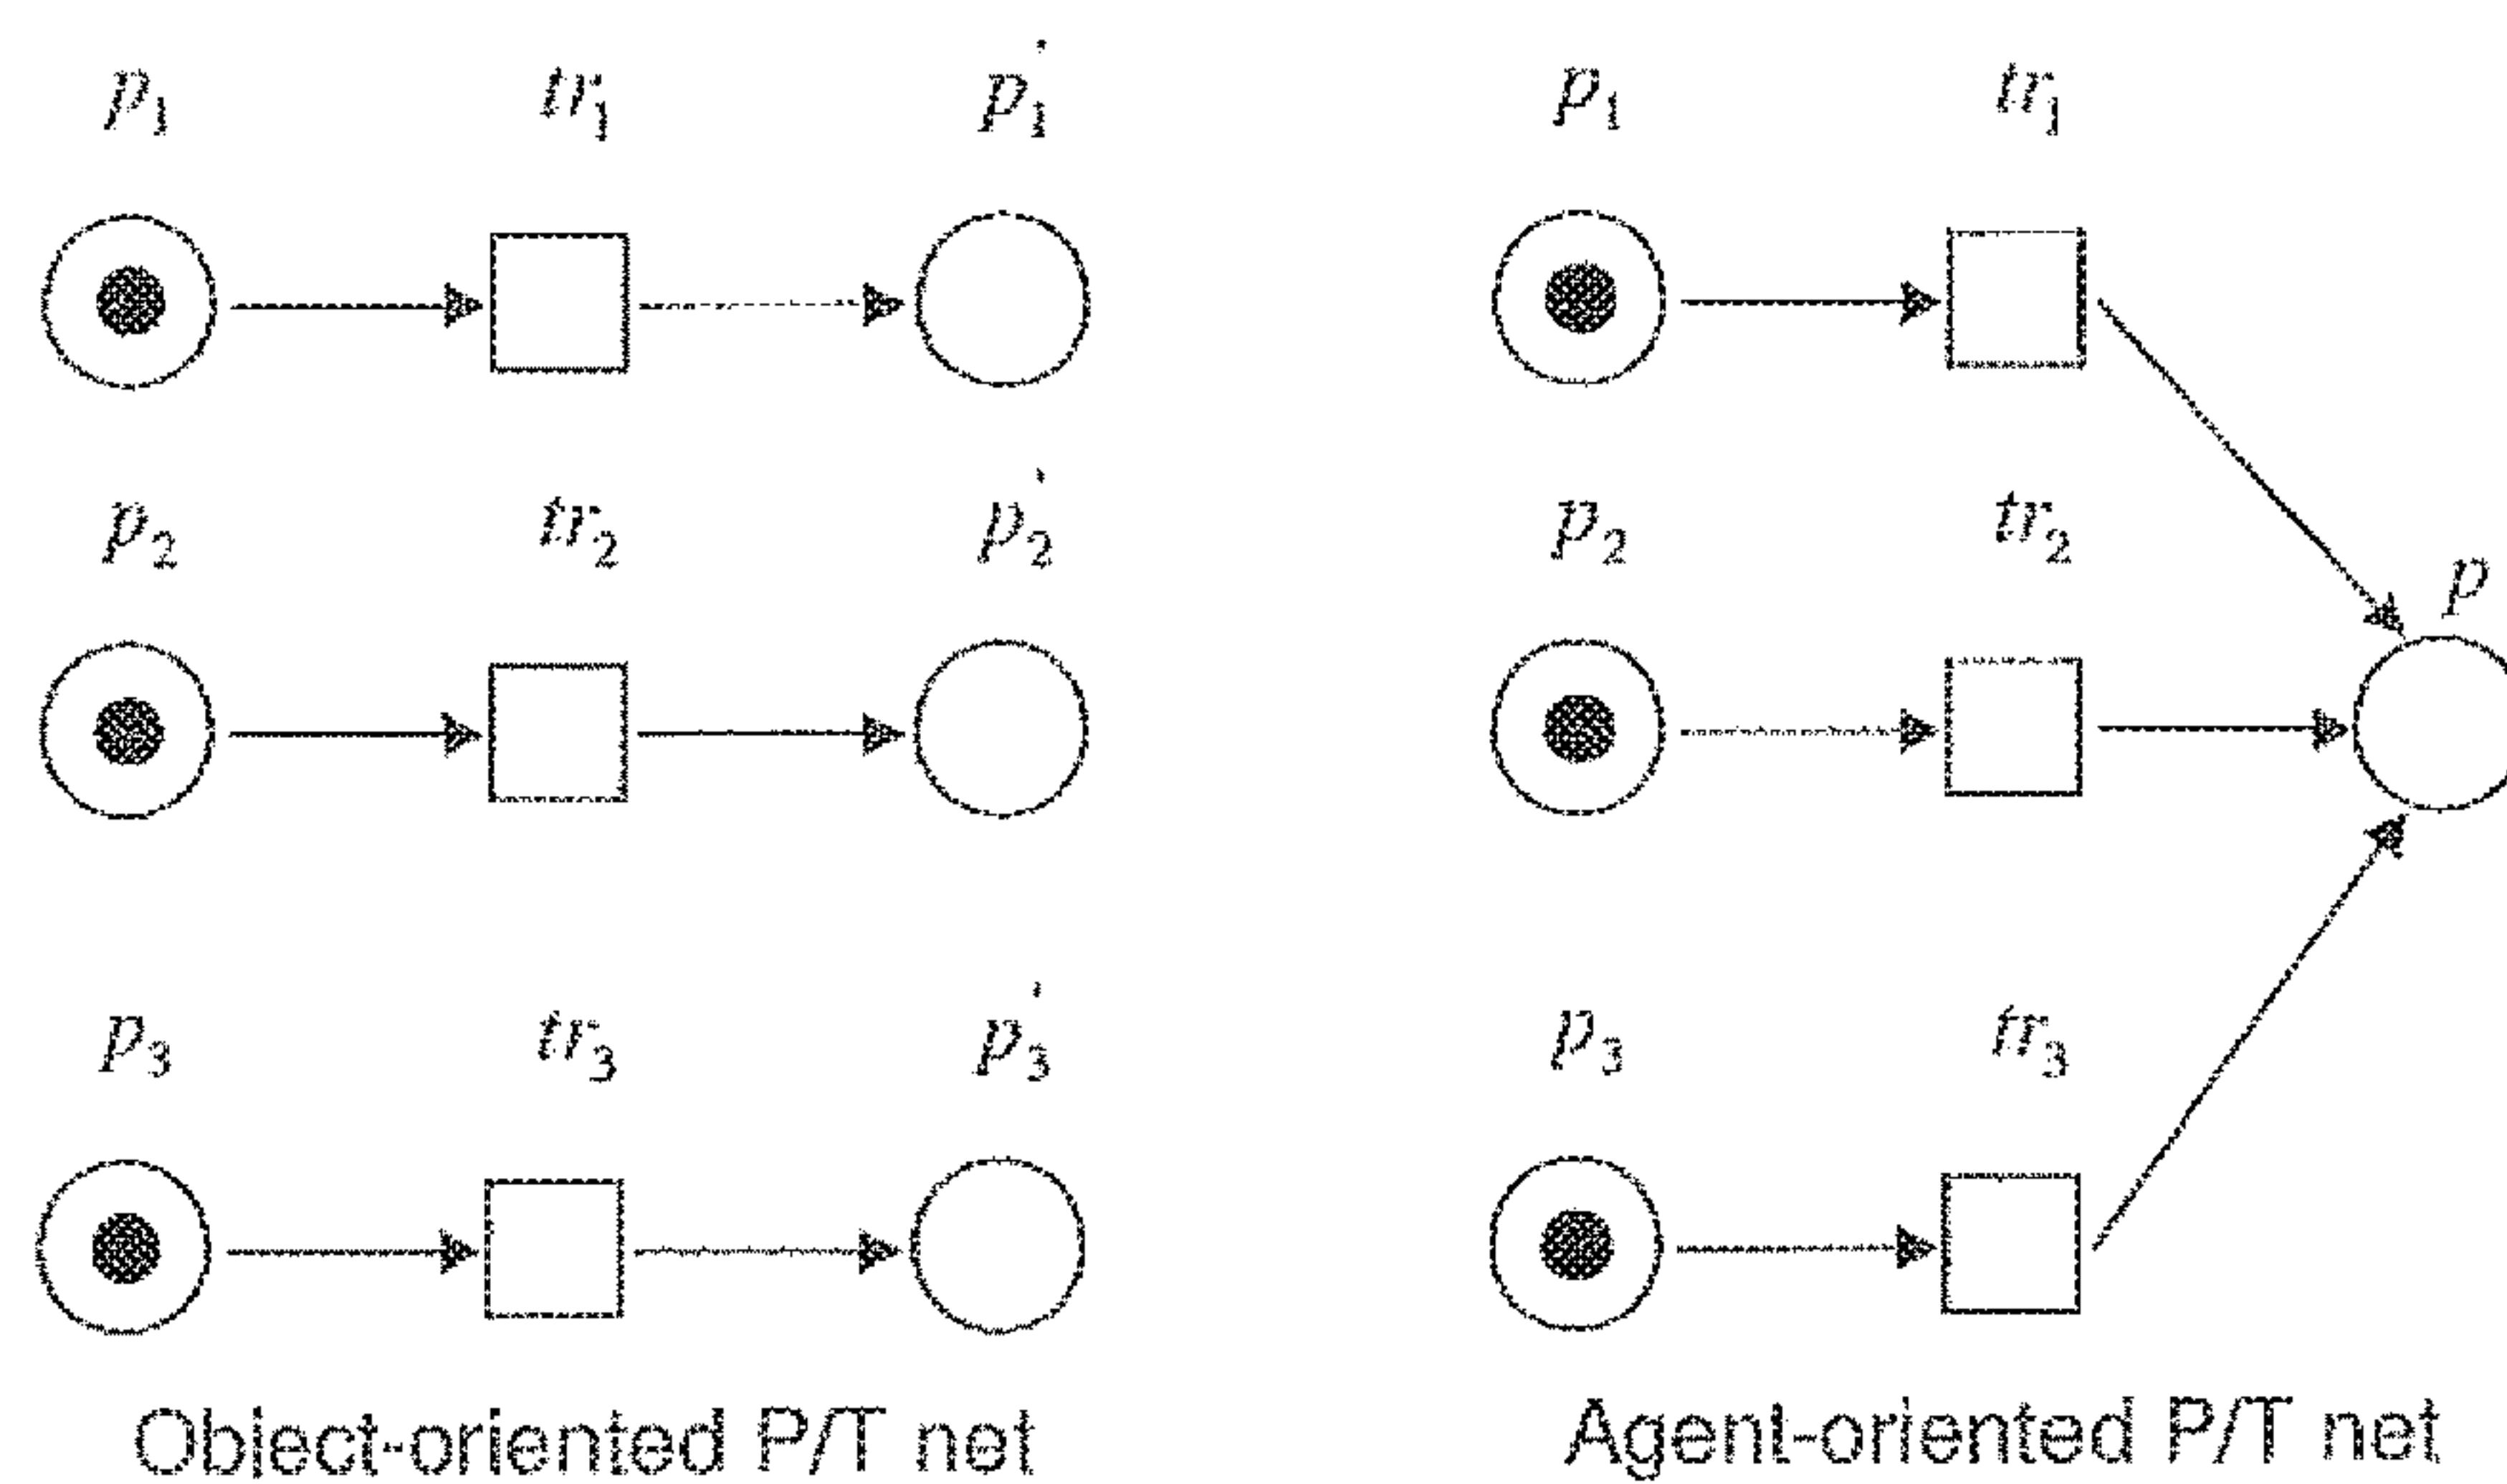 p₁ tr₁ p₁' p₁ tr₁
p₂ tr₂ p₂' p₂ tr₂ p
p₃ tr₃ p₃' p₃ tr₃
Object-oriented P/T net Agent-oriented P/T net